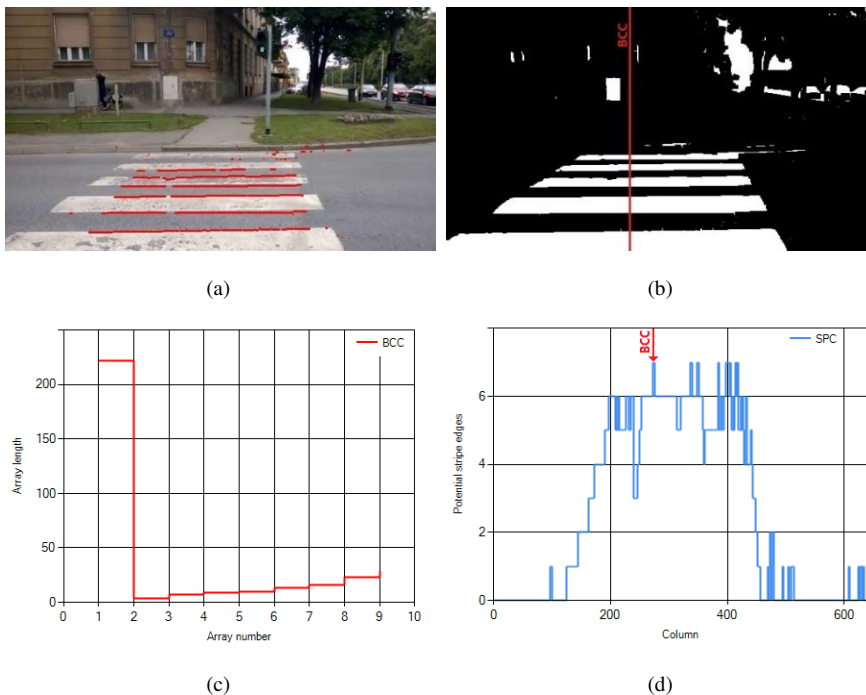 BCC
(a)
(b)
BCC
200
150
100
50
0
0 1 2 3 4 5 6 7 8 9 10
Array length
Array number
BCC
SPC
6
4
2
0
0 200 400 600
Potential stripe edges
Column
(c)
(d)